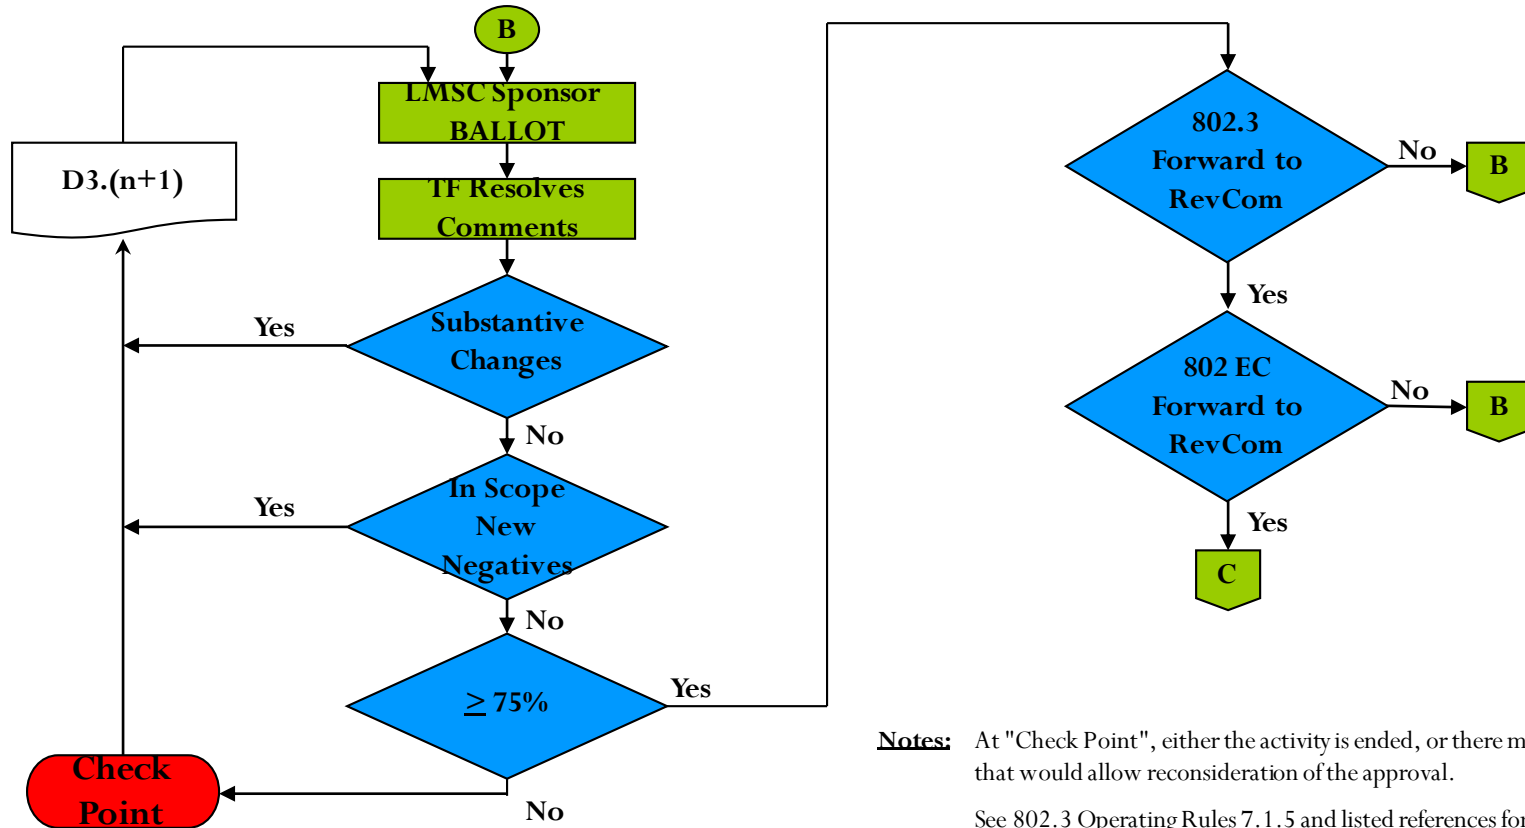 B
LMSC Sponsor
BALLOT
D3.(n+1)
TF Resolves
Comments
Substantive
Changes
Yes
No
In Scope
New
Negatives
Yes
No
≥ 75%
Yes
No
Check
Point
802.3
Forward to
RevCom
No
B
Yes
802 EC
Forward to
RevCom
No
B
Yes
C
Notes: At "Check Point", either the activity is ended, or there
that would allow reconsideration of the approval.
See 802.3 Operating Rules 7.1.5 and listed references for